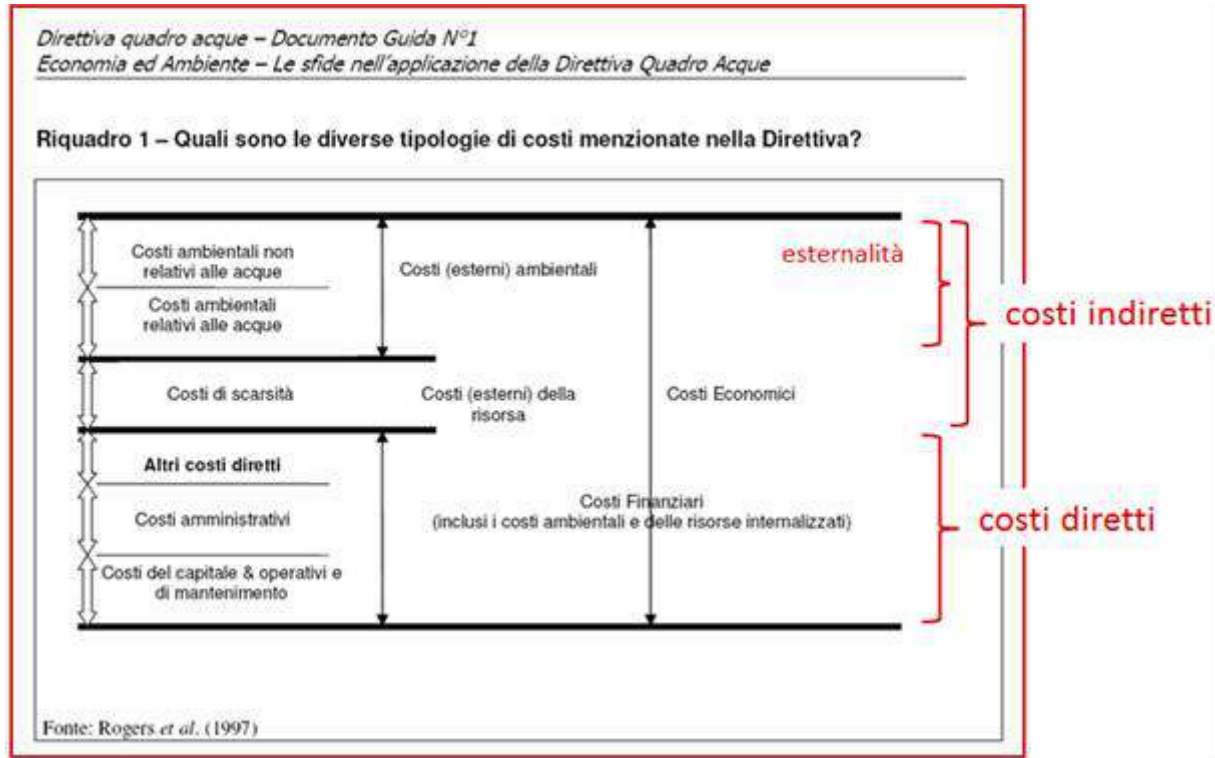 Direttiva quadro acque – Documento Guida N°1
Economia ed Ambiente – Le sfide nell'applicazione della Direttiva Quadro Acque
Riquadro 1 – Quali sono le diverse tipologie di costi menzionate nella Direttiva?
Costi ambientali non
relativi alle acque
Costi ambientali
relativi alle acque
Costi di scarsità
Altri costi diretti
Costi amministrativi
Costi del capitale & operativi e
di mantenimento
Costi (esterni) ambientali
Costi (esterni) della
risorsa
Costi Economici
Costi Finanziari
(inclusi i costi ambientali e delle risorse internalizzati)
esternalità
costi indiretti
costi diretti
Fonte: Rogers et al. (1997)